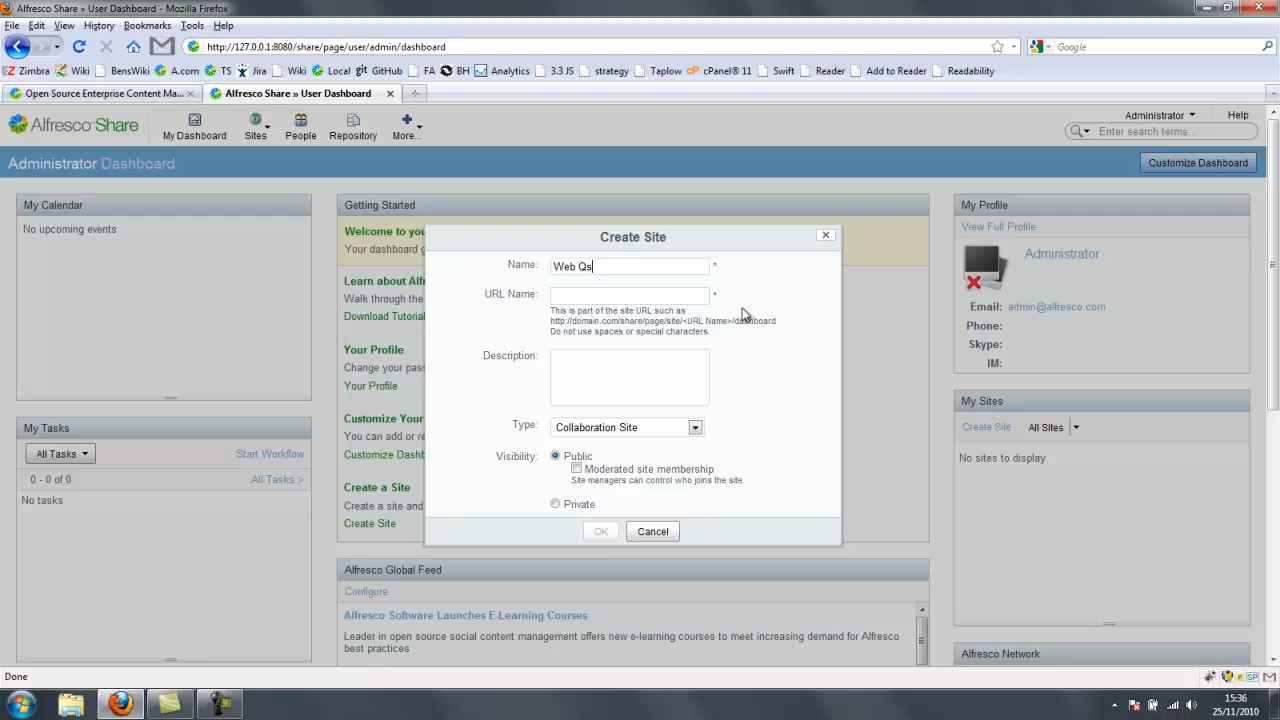 Alfresco Share » User Dashboard - Mozilla Firefox
File Edit View History Bookmarks Tools Help
http://127.0.0.1:8080/share/page/user/admin/dashboard
Google
Zimbra Wiki BensWiki A.com TS Jira Wiki Local git GitHub FA BH Analytics 3.3 JS strategy Taplow cPanel® 11 Swift Reader Add to Reader Readability
Open Source Enterprise Content Ma...
Alfresco Share » User Dashboard
Alfresco Share
My Dashboard
Sites
People
Repository
More...
Administrator
Help
Enter search terms...
Administrator Dashboard
Customize Dashboard
My Calendar
No upcoming events
Getting Started
Welcome to you
Your dashboard g
Learn about Alf
Walk through the
Download Tutorial
Your Profile
Change your pas
Your Profile
Customize Your
You can add or re
Customize Dashb
Create a Site
Create a site and
Create Site
Create Site
Name:
Web Qs
*
URL Name:
*
This is part of the site URL such as
http://domain.com/share/page/site/<URL Name>/dashboard
Do not use spaces or special characters.
Description:
Type:
Collaboration Site
Visibility:
Public
Moderated site membership
Site managers can control who joins the site
Private
OK
Cancel
My Profile
View Full Profile
Administrator
Email: admin@alfresco.com
Phone:
Skype:
IM:
My Tasks
All Tasks
Start Workflow
0 - 0 of 0
All Tasks >
No tasks
My Sites
Create Site
All Sites
No sites to display
Alfresco Global Feed
Configure
Alfresco Software Launches E-Learning Courses
Leader in open source social content management offers new e-learning courses to meet increasing demand for Alfresco
best practices
Alfresco Network
Done
SP
15:36
25/11/2010